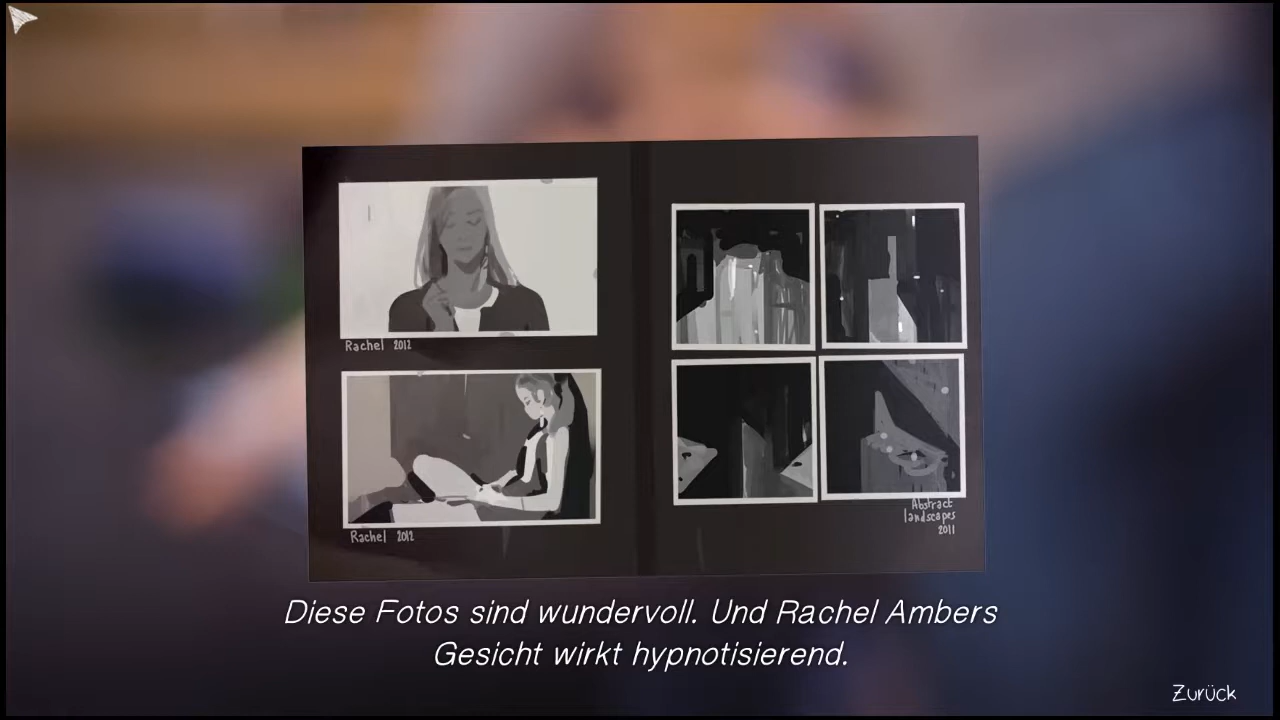 Rachel 2012
Rachel 2012
Abstract
landscapes
2011
Diese Fotos sind wundervoll. Und Rachel Ambers
Gesicht wirkt hypnotisierend.
Zurück